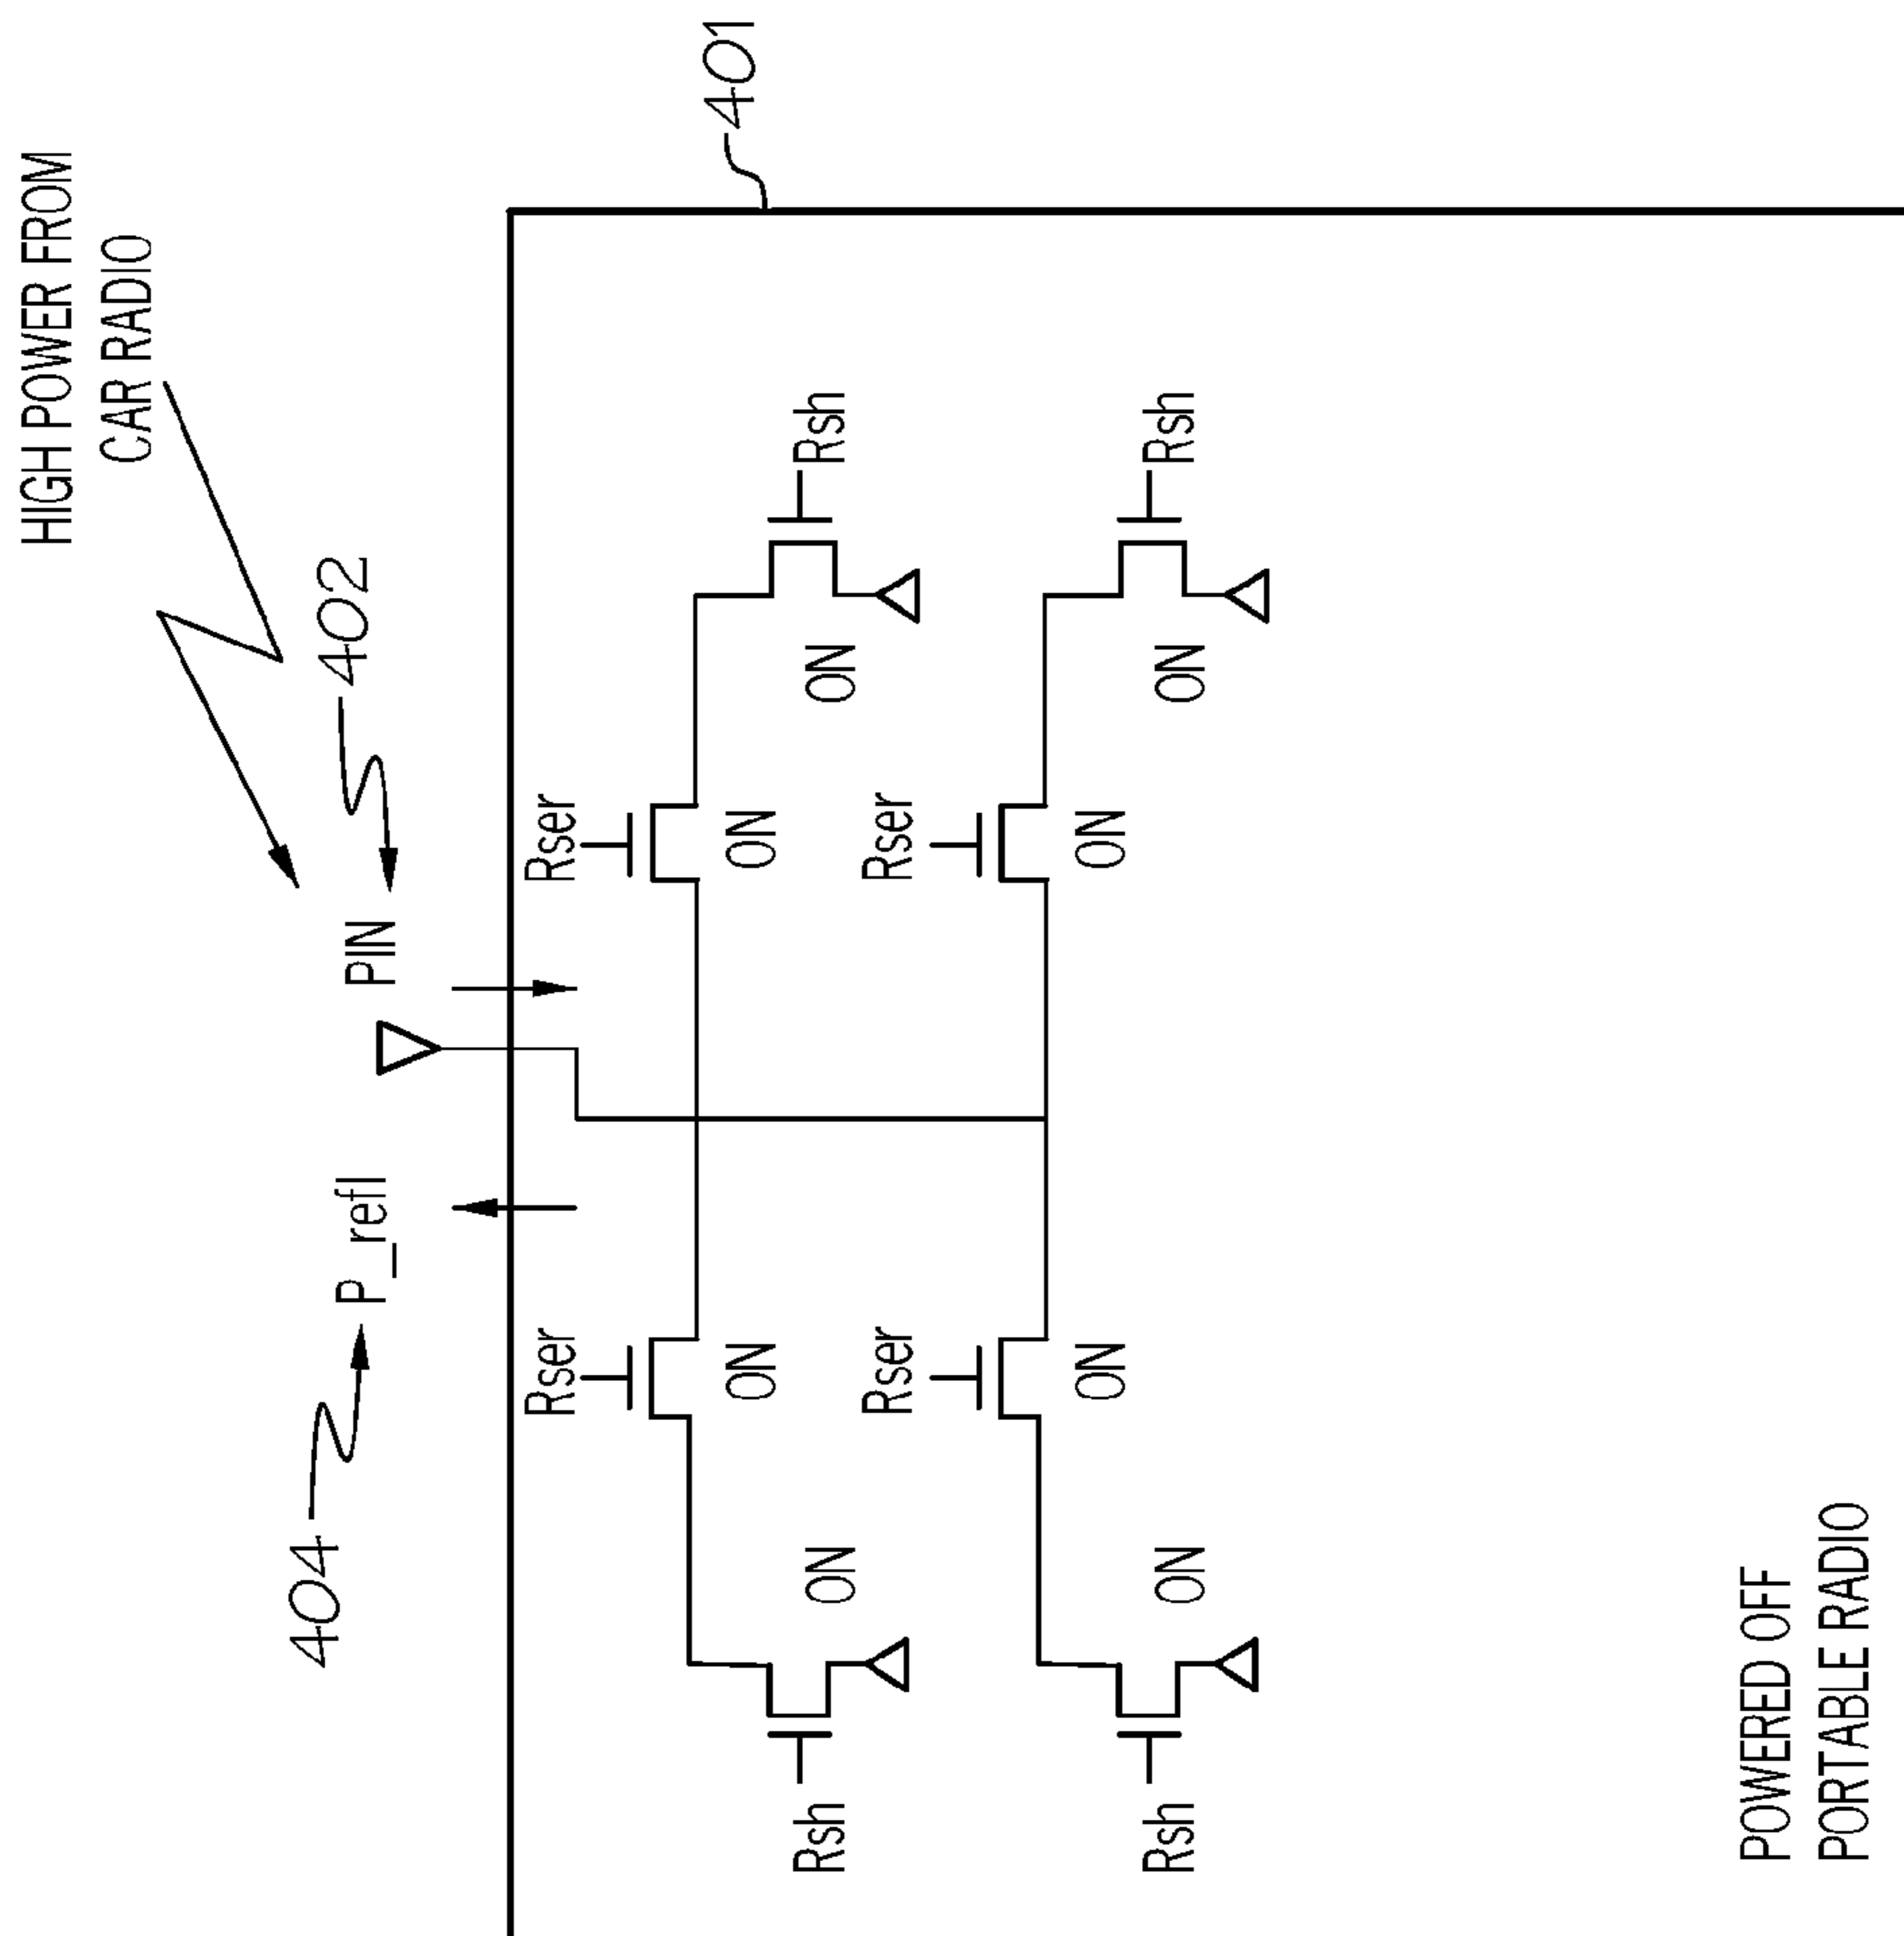 HIGH POWER FROM
CAR RADIO
404
402
P_refl
PIN
Rser
Rser
401
ON
ON
Rsh
ON
ON
Rsh
Rser
Rser
ON
ON
Rsh
ON
ON
Rsh
POWERED OFF
PORTABLE RADIO